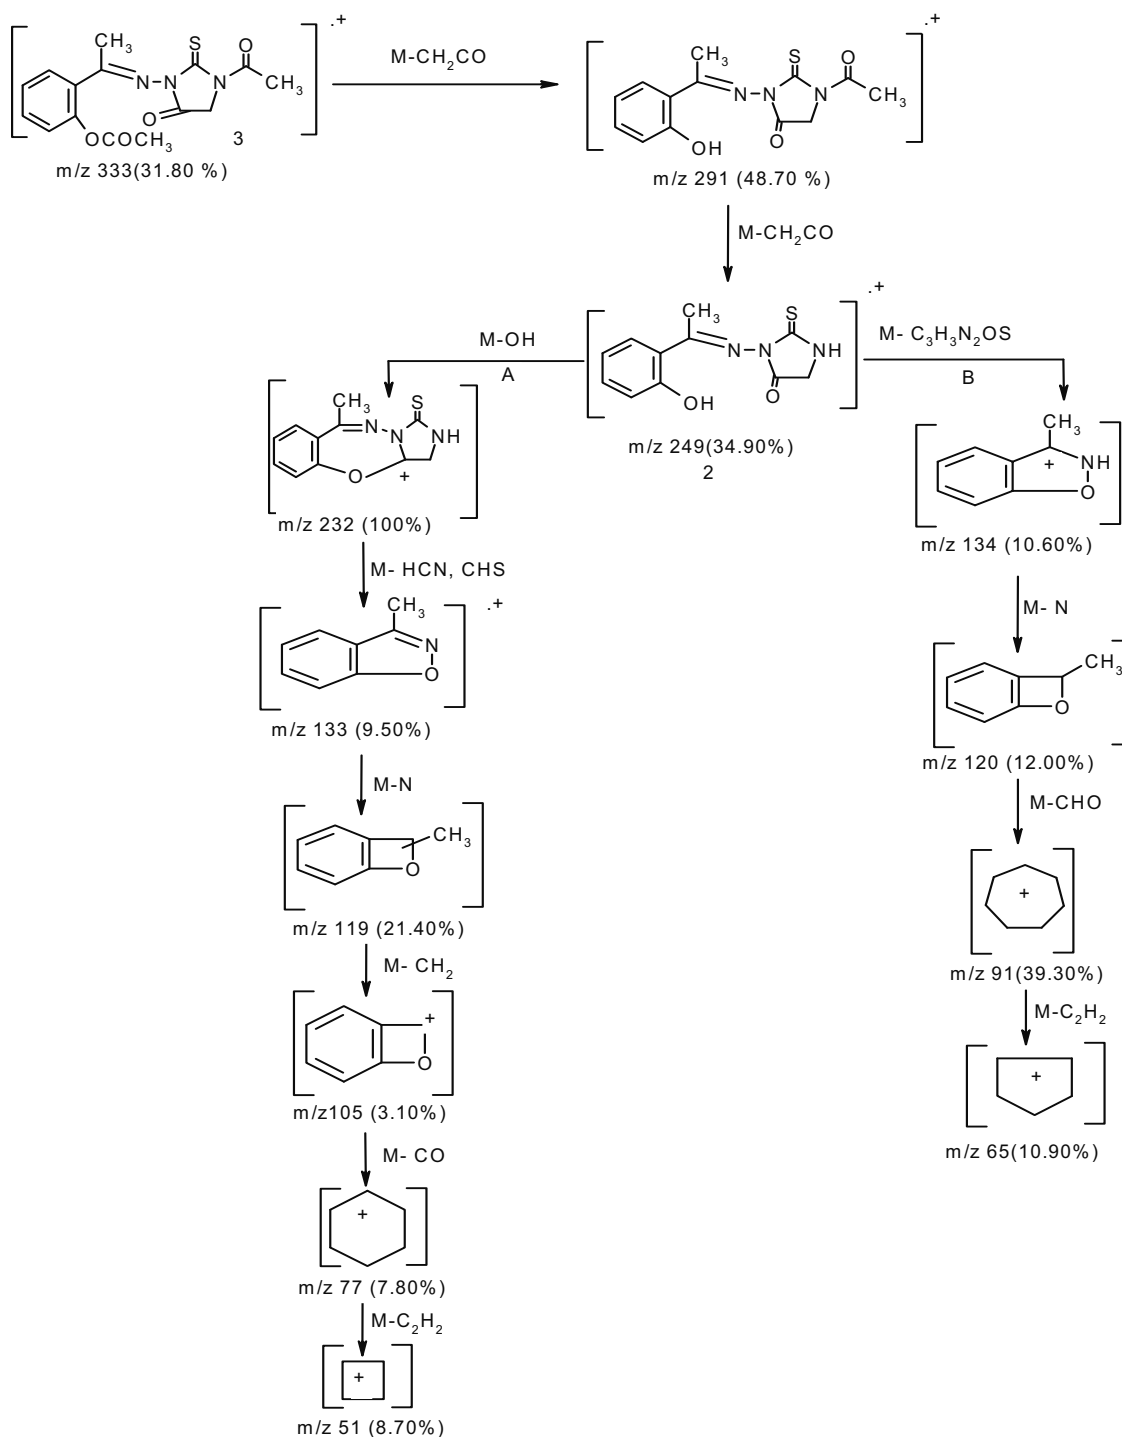 .+
.+
CH₃
S
O
N
N
N
CH₃
O
OCOCH₃
3
m/z 333(31.80 %)
M-CH₂CO
CH₃
S
O
N
N
N
CH₃
O
OH
m/z 291 (48.70 %)
M-CH₂CO
.+
CH₃
S
N
N
NH
O
OH
m/z 249(34.90%)
2
M-OH
A
M- C₃H₃N₂OS
B
CH₃
S
N
N
NH
O
+
m/z 232 (100%)
CH₃
NH
+
O
m/z 134 (10.60%)
M- HCN, CHS
.+
CH₃
N
O
m/z 133 (9.50%)
M- N
CH₃
O
m/z 120 (12.00%)
M-N
CH₃
O
m/z 119 (21.40%)
M-CHO
+
m/z 91(39.30%)
M- CH₂
+
O
m/z105 (3.10%)
M-C₂H₂
+
m/z 65(10.90%)
M- CO
+
m/z 77 (7.80%)
M-C₂H₂
+
m/z 51 (8.70%)